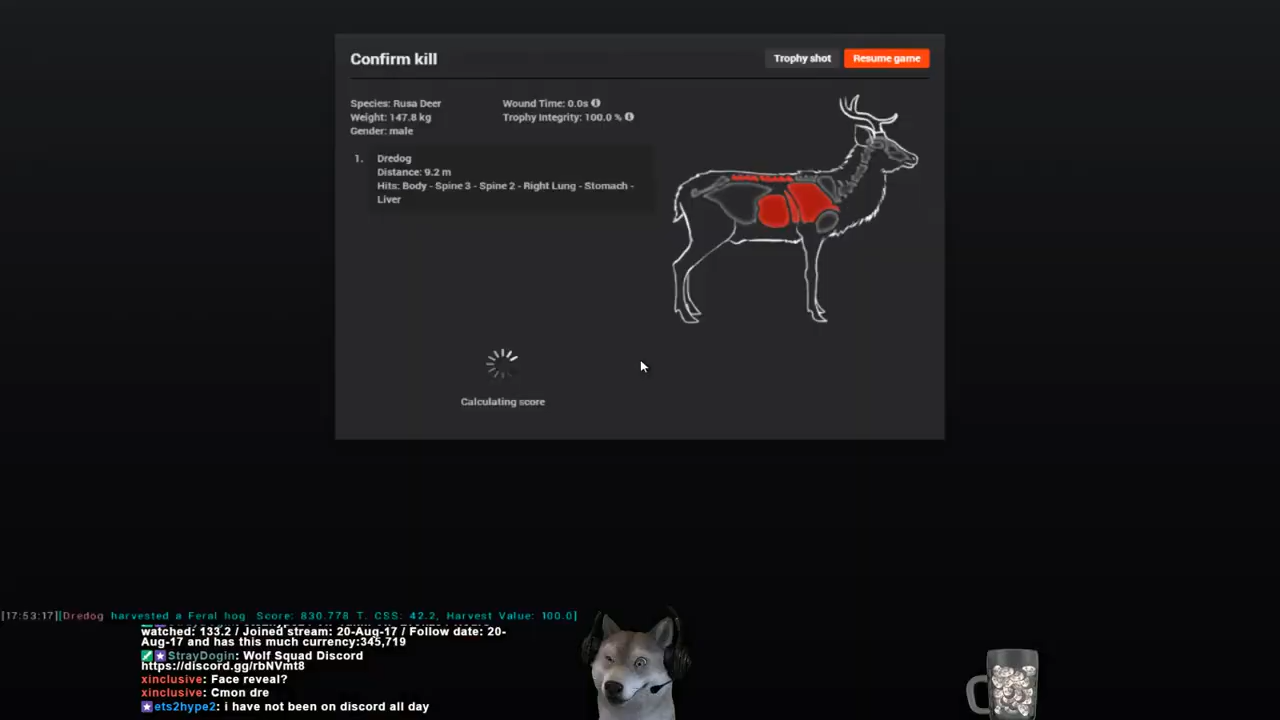 Confirm kill
Trophy shot
Resume game
Species: Rusa Deer
Weight: 147.8 kg
Gender: male
Wound Time: 0.0s
Trophy Integrity: 100.0 %
1.
Dredog
Distance: 9.2 m
Hits: Body - Spine 3 - Spine 2 - Right Lung - Stomach -
Liver
Calculating score
[17:53:17][Dredog harvested a Feral hog. Score: 830.778 T. CSS: 42.2, Harvest Value: 100.0]
watched: 133.2 / Joined stream: 20-Aug-17 / Follow date: 20-
Aug-17 and has this much currency:345,719
StrayDogin: Wolf Squad Discord
https://discord.gg/rbNVmt8
xinclusive: Face reveal?
xinclusive: Cmon dre
ets2hype2: i have not been on discord all day